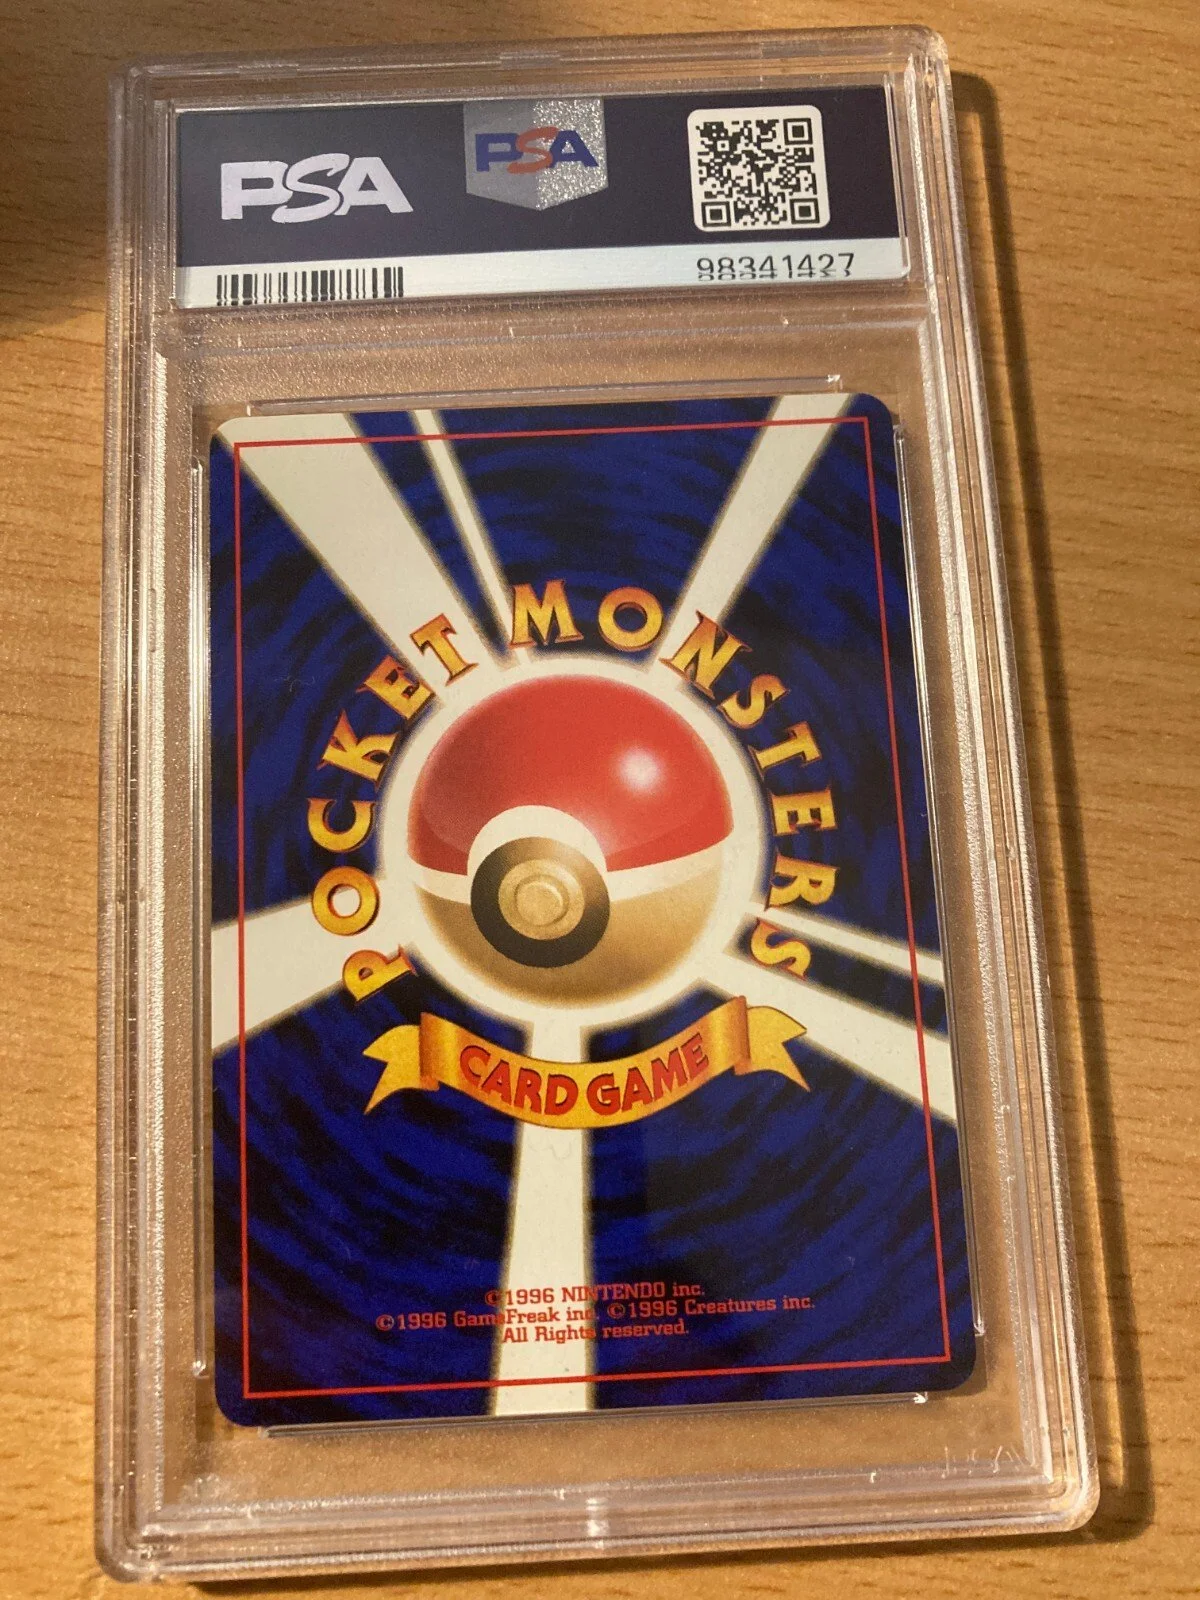 PSA
PSA
98341427
POCKET MONSTERS
CARD GAME
©1996 NINTENDO inc.
©1996 GameFreak inc. ©1996 Creatures inc.
All Rights reserved.